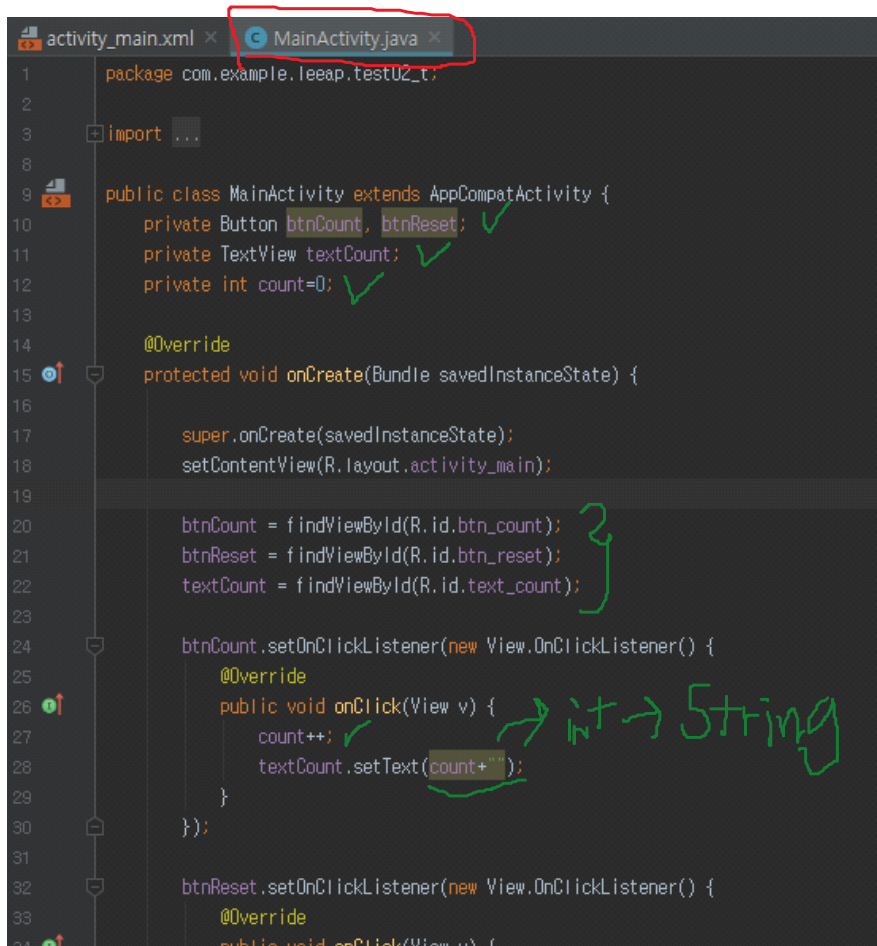 activity_main.xml × C MainActivity.java ×
1 package com.example.leeap.test02_t;
2
3 import ...
8
9 public class MainActivity extends AppCompatActivity {
10 private Button btnCount, btnReset;
11 private TextView textCount;
12 private int count=0;
13
14 @Override
15 protected void onCreate(Bundle savedInstanceState) {
16
17 super.onCreate(savedInstanceState);
18 setContentView(R.layout.activity_main);
19
20 btnCount = findViewById(R.id.btn_count);
21 btnReset = findViewById(R.id.btn_reset);
22 textCount = findViewById(R.id.text_count);
23
24 btnCount.setOnClickListener(new View.OnClickListener() {
25 @Override
26 public void onClick(View v) {
int → String
27 count++;
28 textCount.setText(count+"");
29 }
30 });
31
32 btnReset.setOnClickListener(new View.OnClickListener() {
33 @Override
34 public void onClick(View v) {